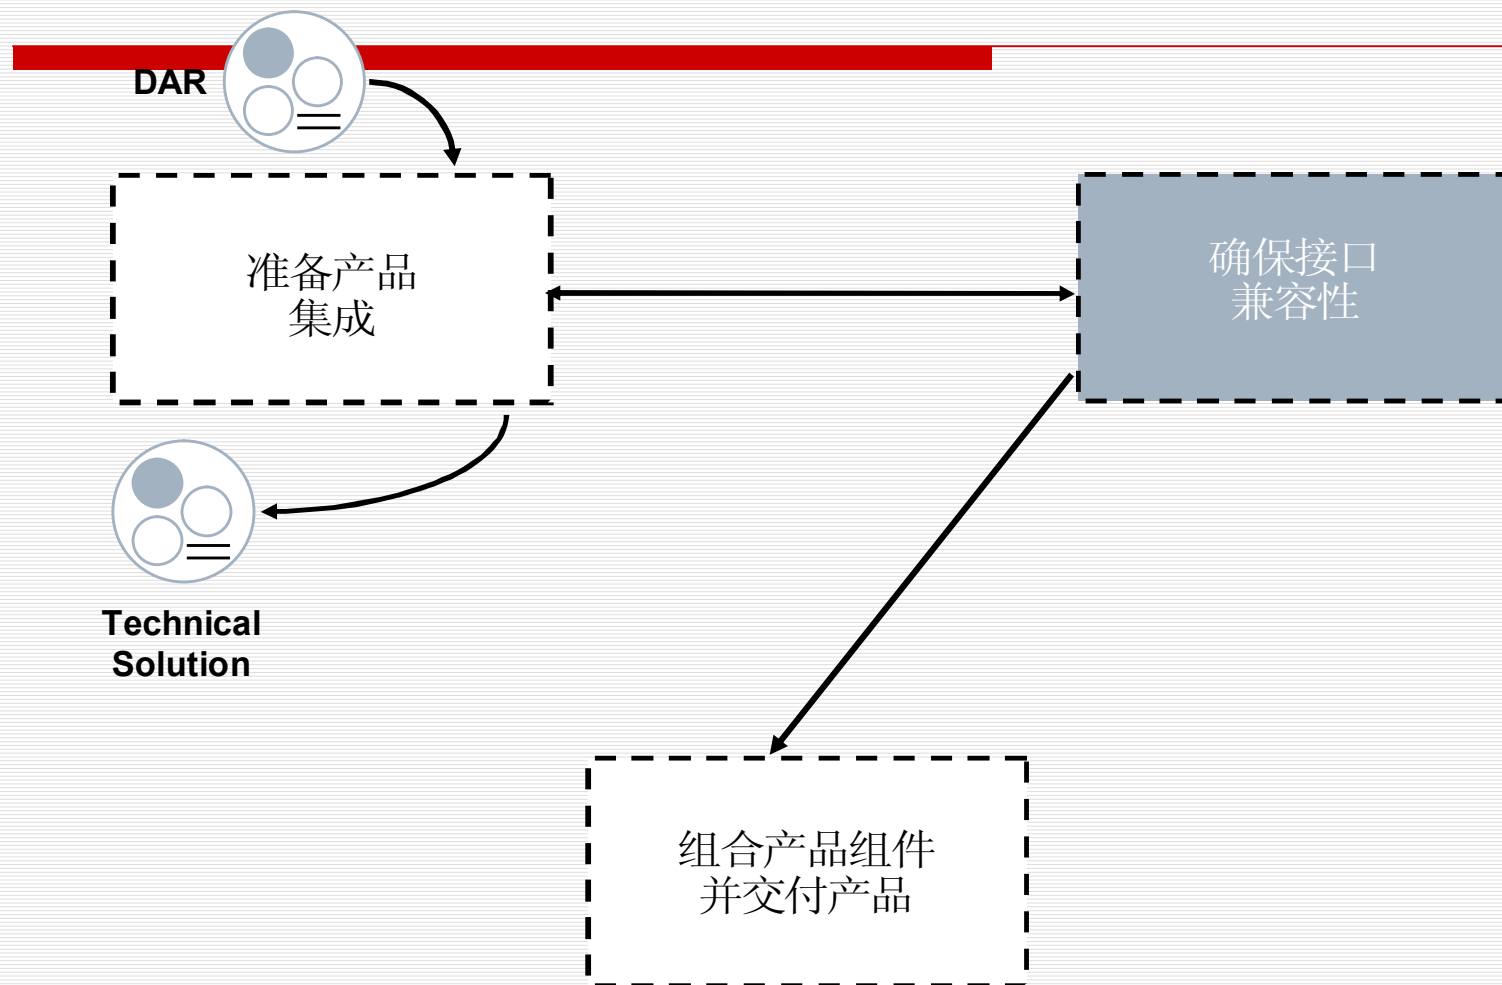 DAR
准备产品
集成
确保接口
兼容性
Technical
Solution
组合产品组件
并交付产品